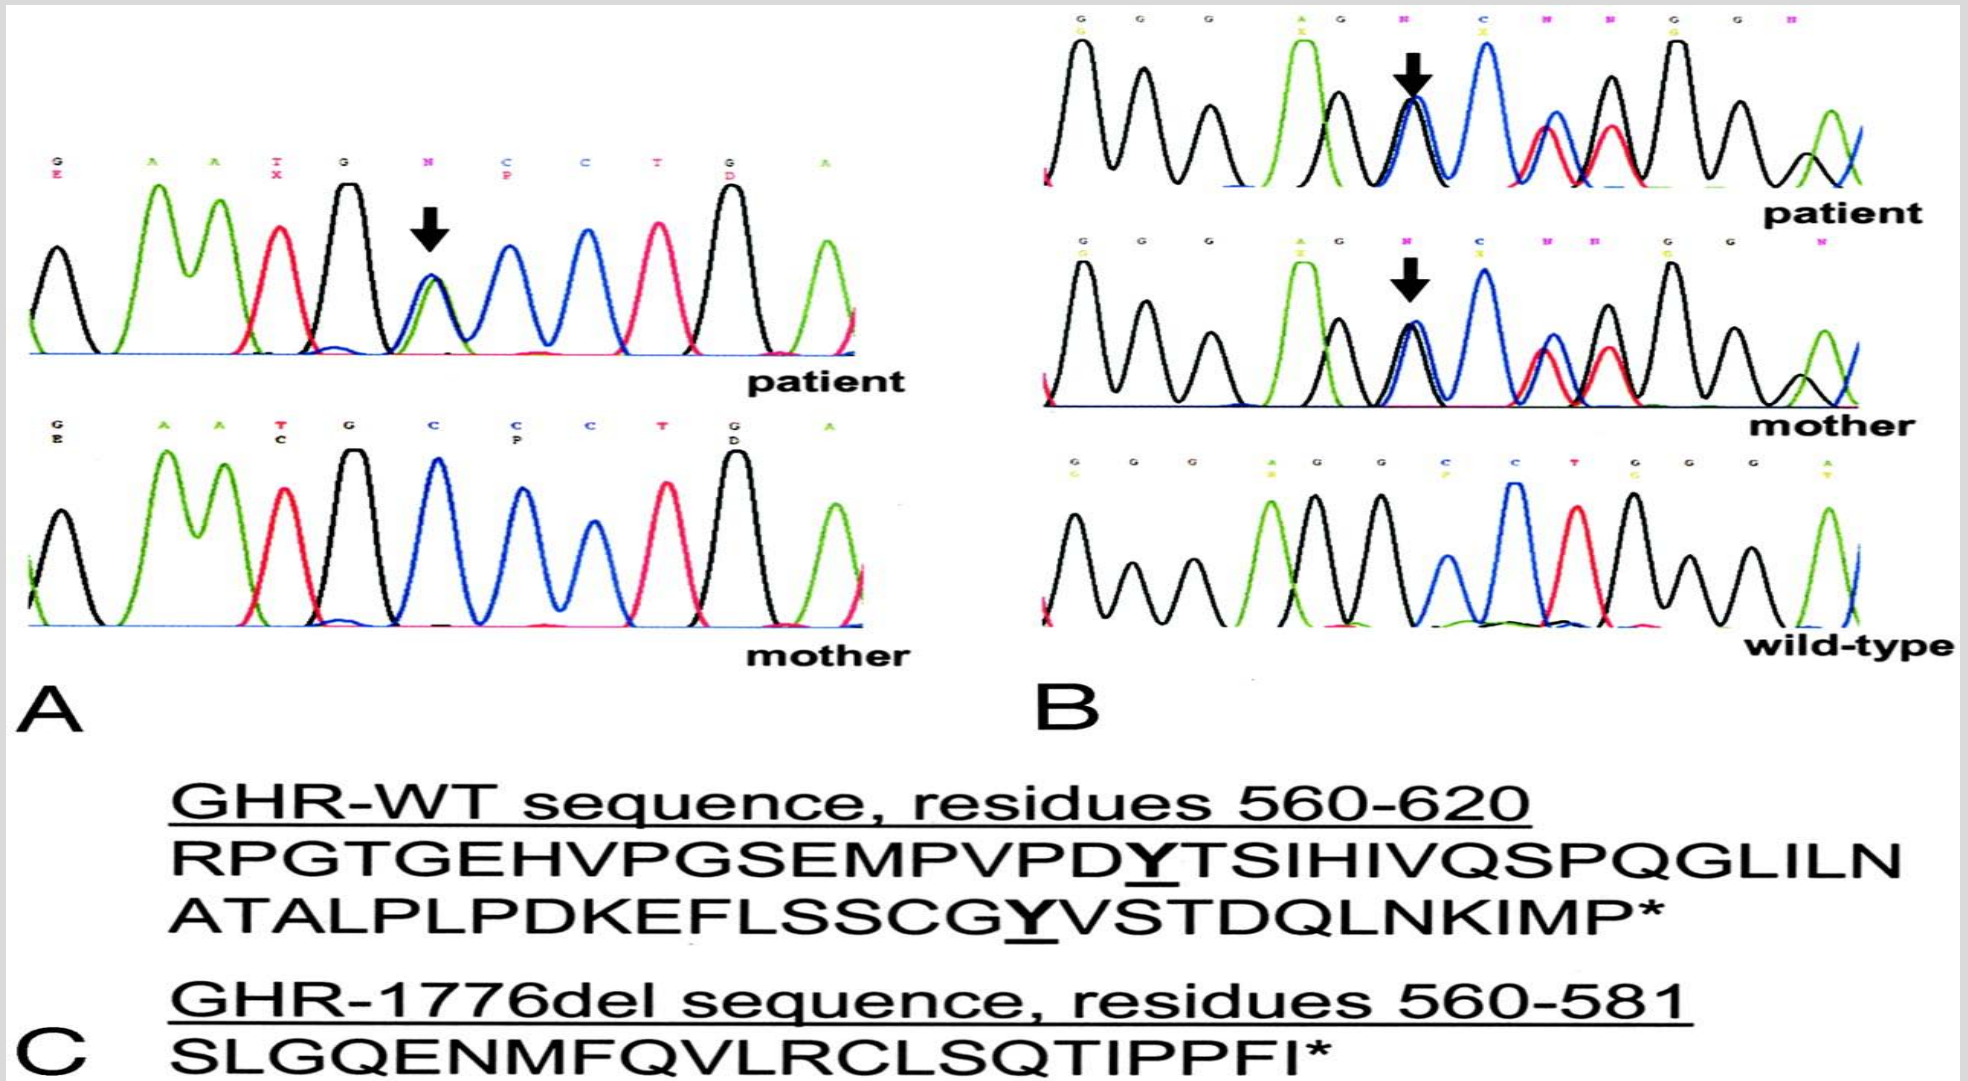 G A A T G N C C T G A
E X P D
patient
G A A T G C C C T G A
E C P D
mother
A
G G G A G N C N N G G N
G X X G
patient
G G G A G N C N N G G N
G X X G
mother
G G G A G G C C T G G G A
G R P G T
wild-type
B
GHR-WT sequence, residues 560-620
RPGTGEHVPGSEMPVPDYTSIHIVQSPQGLILN
ATALPLPDKEFLSSCGYVSTDQLNKIMP*
GHR-1776del sequence, residues 560-581
SLGQENMFQVLRCLSQTIPPFI*
C